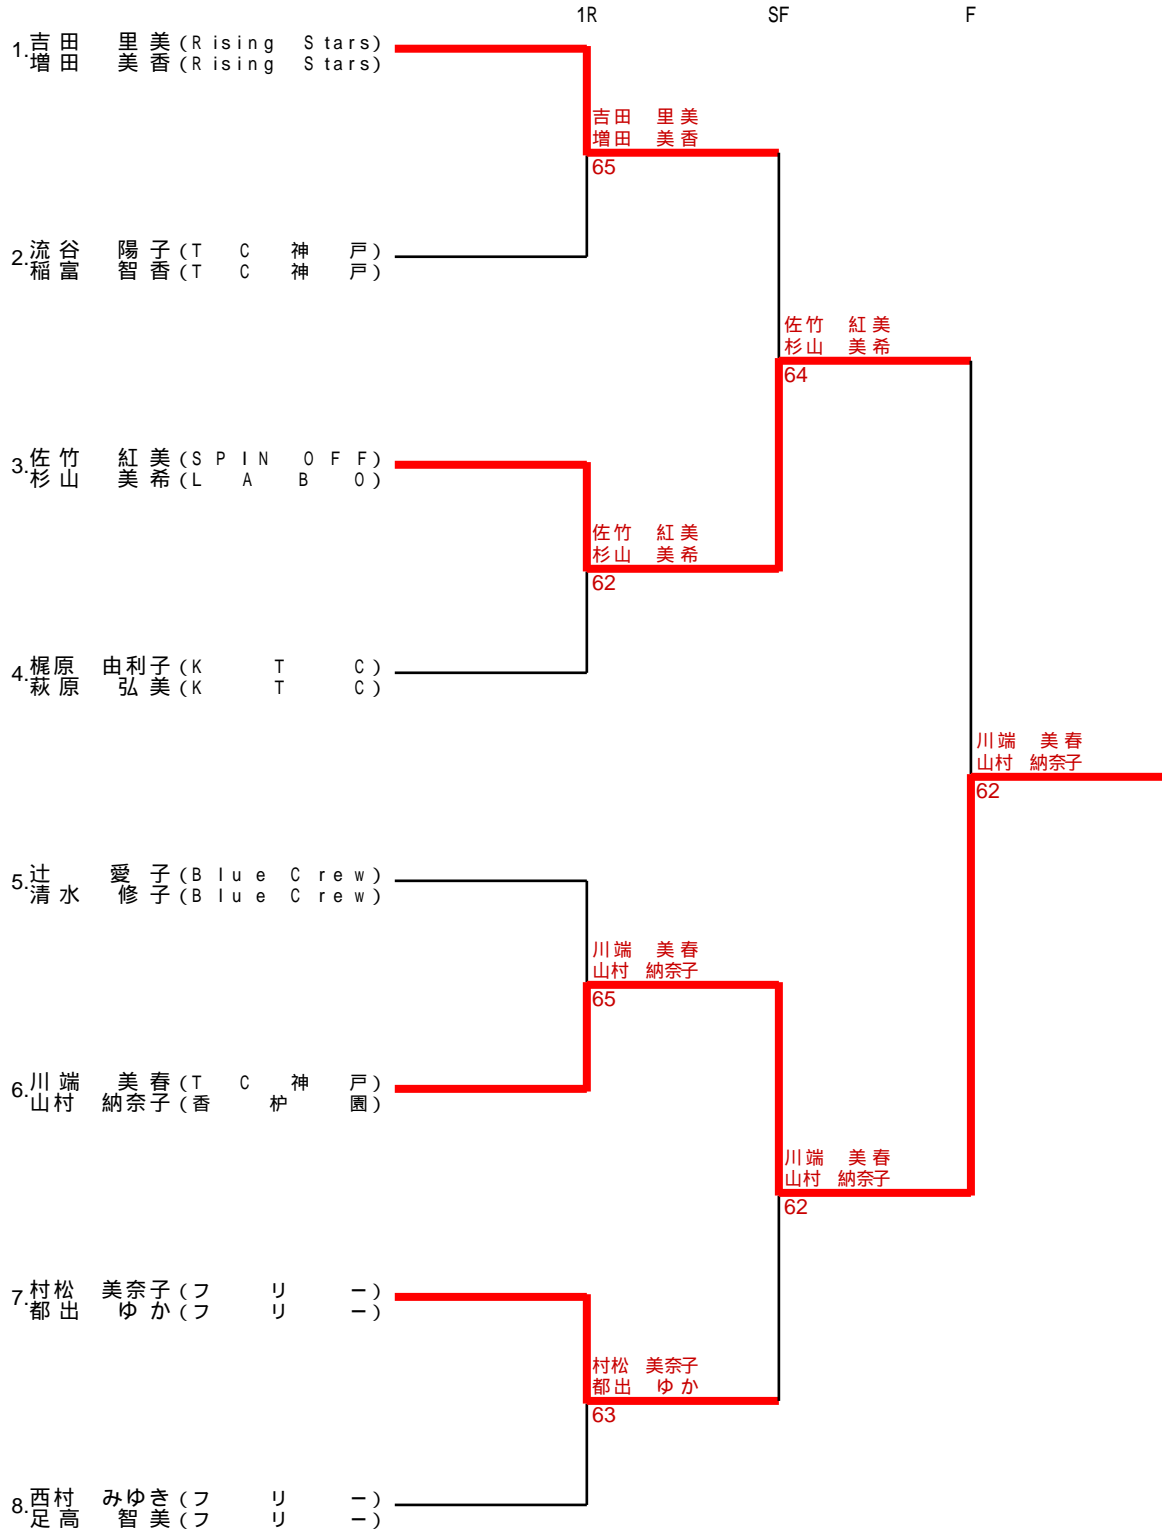 1R SF F
1.吉田 里美(Rising Stars)
増田 美香(Rising Stars)
吉田 里美
増田 美香
65
2.流谷 陽子(TC神戸)
稲富 智香(TC神戸)
佐竹 紅美
杉山 美希
64
3.佐竹 紅美(SPIN OFF)
杉山 美希(LABO)
佐竹 紅美
杉山 美希
62
4.梶原 由利子(KTC)
萩原 弘美(KTC)
川端 美春
山村 納奈子
62
5.辻 愛子(Blue Crew)
清水 修子(Blue Crew)
川端 美春
山村 納奈子
65
6.川端 美春(TC神戸)
山村 納奈子(香枦園)
川端 美春
山村 納奈子
62
7.村松 美奈子(フリー)
都出 ゆか(フリー)
村松 美奈子
都出 ゆか
63
8.西村 みゆき(フリー)
足高 智美(フリー)